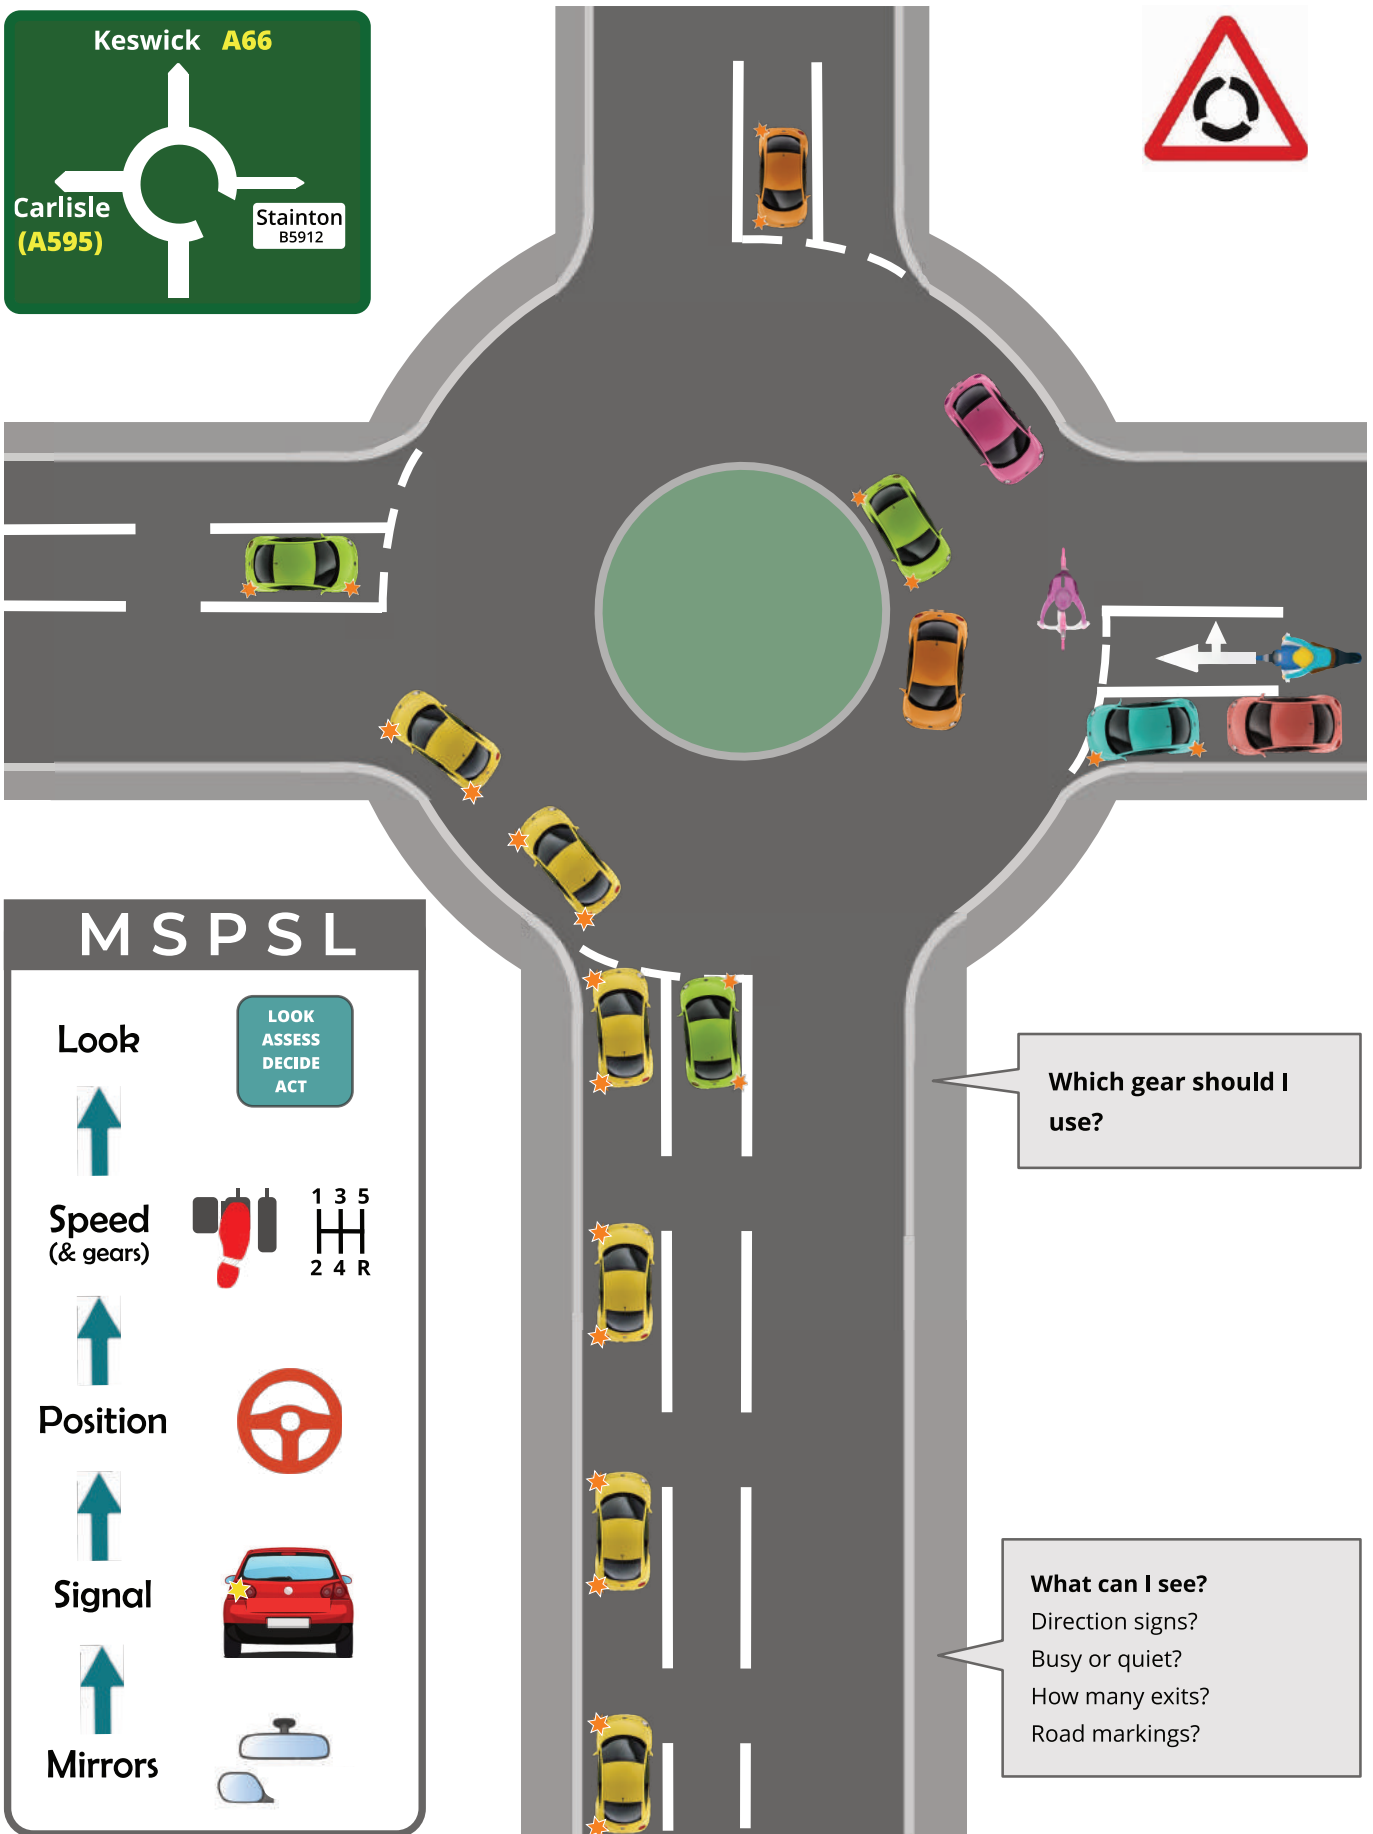 Keswick A66
Carlisle
(A595)
Stainton
B5912
M S P S L
Look
LOOK
ASSESS
DECIDE
ACT
Speed
(& gears)
1 3 5
2 4 R
Position
Signal
Mirrors
Which gear should I
use?
What can I see?
Direction signs?
Busy or quiet?
How many exits?
Road markings?